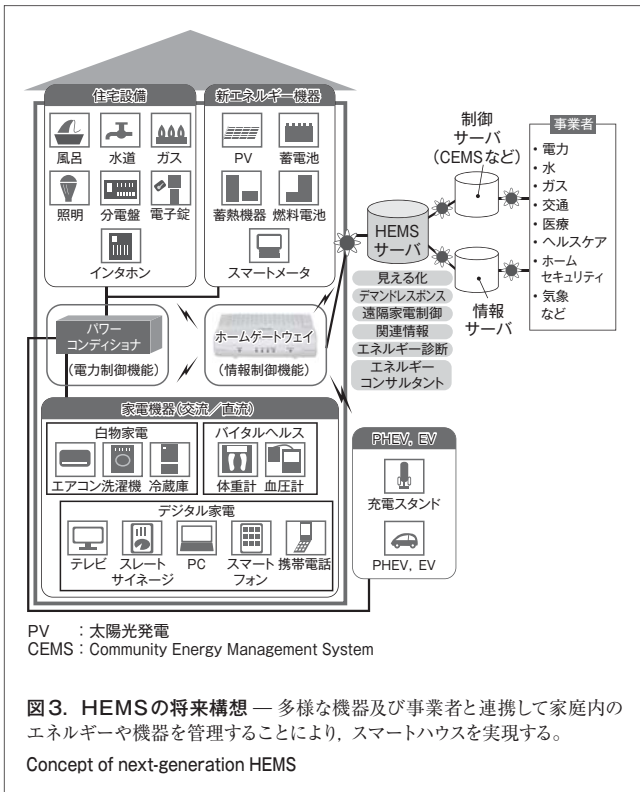 住宅設備
風呂 水道 ガス
照明 分電盤 電子錠
インタホン
新エネルギー機器
PV 蓄電池
蓄熱機器 燃料電池
スマートメータ
HEMS
サーバ
見える化
デマンドレスポンス
遠隔家電制御
関連情報
エネルギー診断
エネルギー
コンサルタント
制御
サーバ
(CEMSなど)
情報
サーバ
事業者
・電力
・水
・ガス
・交通
・医療
・ヘルスケア
・ホーム
セキュリティ
・気象
など
パワー
コンディショナ
(電力制御機能)
ホームゲートウェイ
(情報制御機能)
家電機器(交流/直流)
白物家電
エアコン 洗濯機 冷蔵庫
バイタルヘルス
体重計 血圧計
デジタル家電
テレビ スレート PC スマート 携帯電話
サイネージ フォン
PHEV, EV
充電スタンド
PHEV, EV
PV :太陽光発電
CEMS:Community Energy Management System
図3. HEMSの将来構想 — 多様な機器及び事業者と連携して家庭内の
エネルギーや機器を管理することにより,スマートハウスを実現する。
Concept of next-generation HEMS